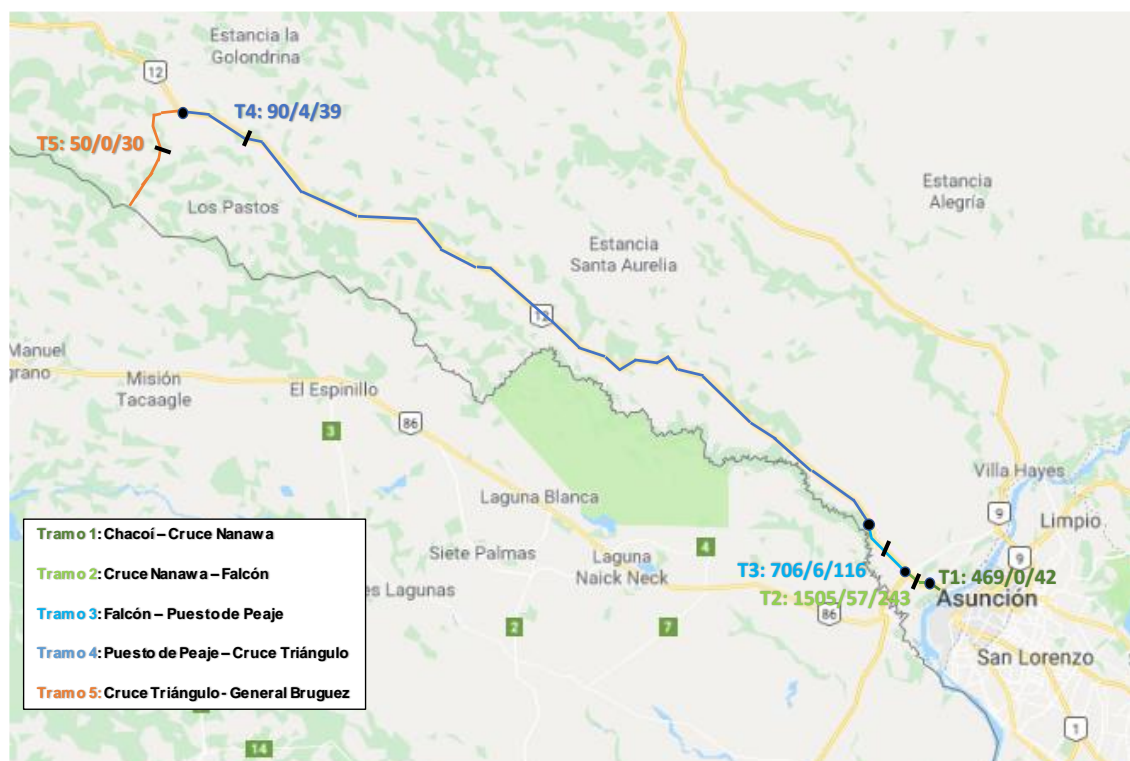 Estancia la
Golondrina
12
T4: 90/4/39
T5: 50/0/30
Los Pastos
Estancia
Alegría
Estancia
Santa Aurelia
12
Manuel
grano
Misión
Tacaagle
El Espinillo
86
3
Villa Hayes
9
Limpio
Laguna Blanca
9
Siete Palmas
Laguna
Naick Neck
4
es Lagunas
T3: 706/6/116
T1: 469/0/42
T2: 1505/57/243
Asunción
86
2
7
San Lorenzo
1
14
Tramo 1: Chacoí – Cruce Nanawa
Tramo 2: Cruce Nanawa – Falcón
Tramo 3: Falcón – Puesto de Peaje
Tramo 4: Puesto de Peaje – Cruce Triángulo
Tramo 5: Cruce Triángulo - General Bruguez